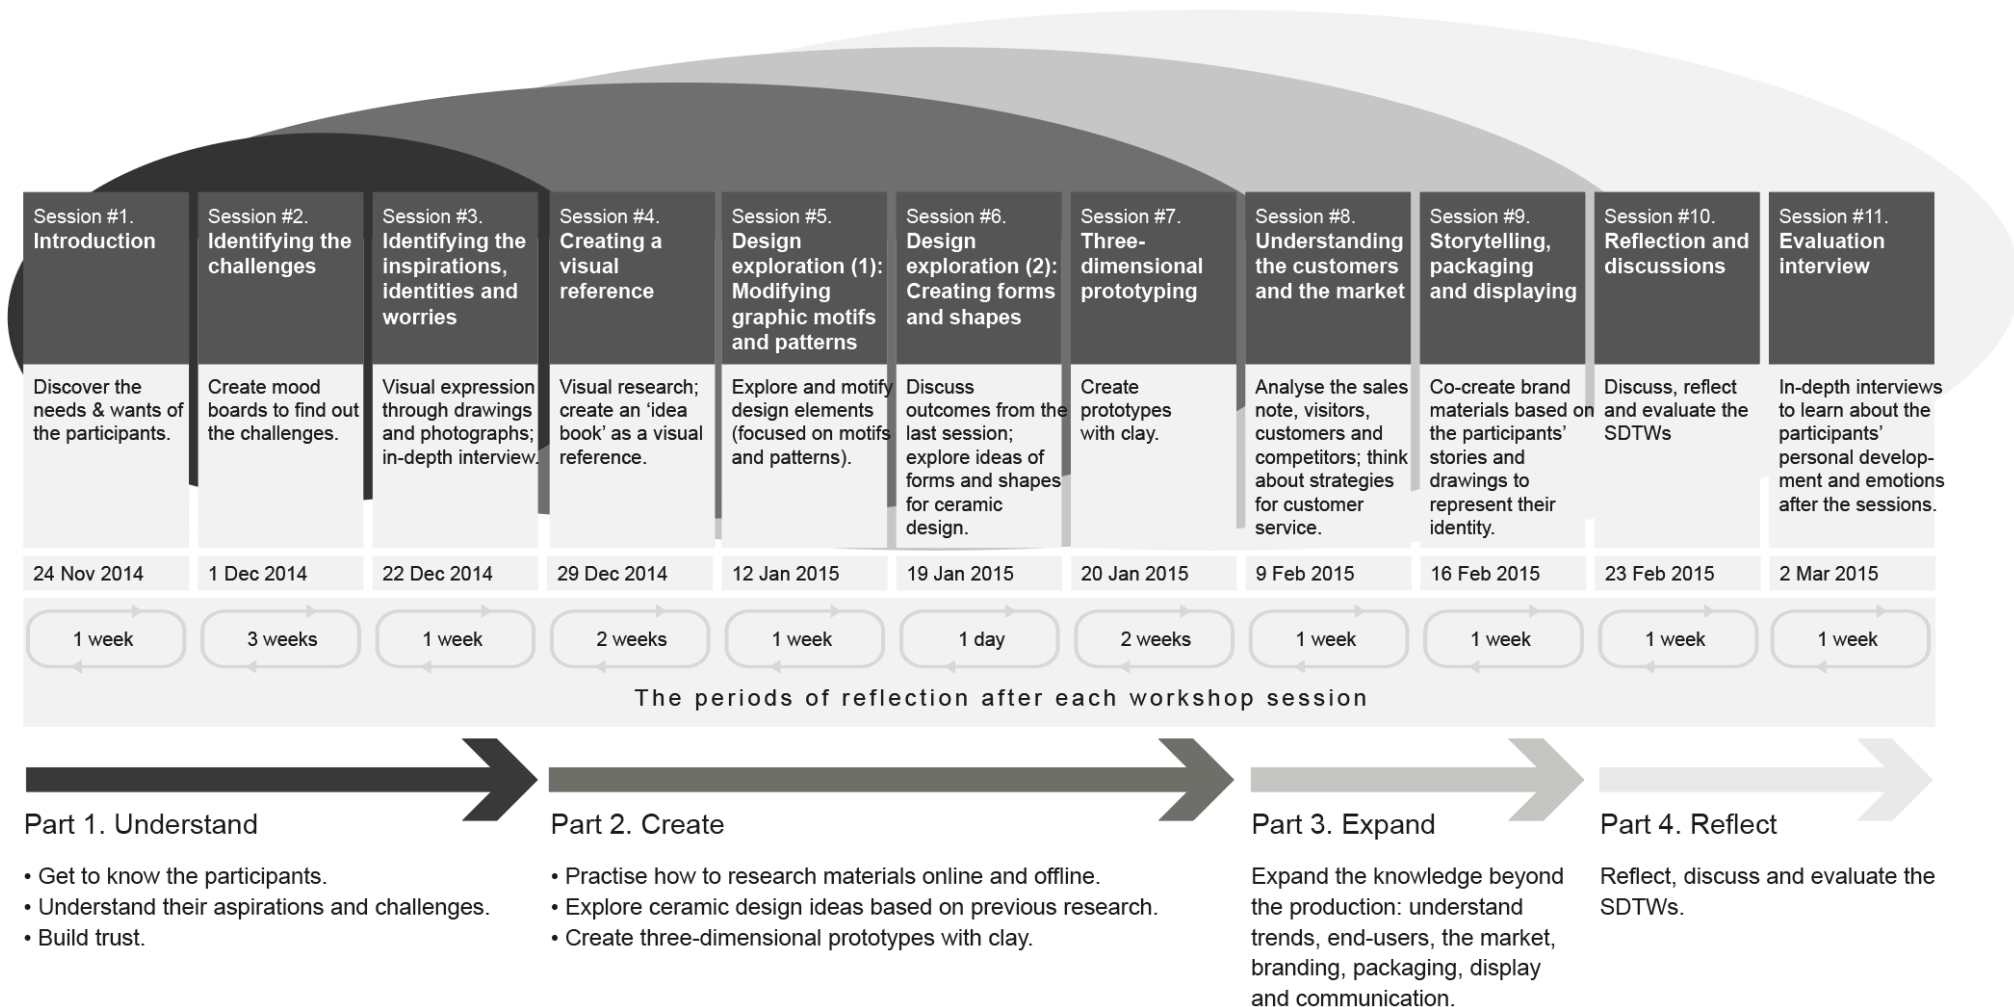 Session #1.
Introduction
Session #2.
Identifying the
challenges
Session #3.
Identifying the
inspirations,
identities and
worries
Session #4.
Creating a
visual
reference
Session #5.
Design
exploration (1):
Modifying
graphic motifs
and patterns
Session #6.
Design
exploration (2):
Creating forms
and shapes
Session #7.
Three-
dimensional
prototyping
Session #8.
Understanding
the customers
and the market
Session #9.
Storytelling,
packaging
and displaying
Session #10.
Reflection and
discussions
Session #11.
Evaluation
interview
Discover the
needs & wants of
the participants.
Create mood
boards to find out
the challenges.
Visual expression
through drawings
and photographs;
in-depth interview.
Visual research;
create an ‘idea
book’ as a visual
reference.
Explore and motify
design elements
(focused on motifs
and patterns).
Discuss
outcomes from the
last session;
explore ideas of
forms and shapes
for ceramic
design.
Create
prototypes
with clay.
Analyse the sales
note, visitors,
customers and
competitors; think
about strategies
for customer
service.
Co-create brand
materials based on
the participants’
stories and
drawings to
represent their
identity.
Discuss, reflect
and evaluate the
SDTWs
In-depth interviews
to learn about the
participants’
personal develop-
ment and emotions
after the sessions.
24 Nov 2014
1 Dec 2014
22 Dec 2014
29 Dec 2014
12 Jan 2015
19 Jan 2015
20 Jan 2015
9 Feb 2015
16 Feb 2015
23 Feb 2015
2 Mar 2015
1 week
3 weeks
1 week
2 weeks
1 week
1 day
2 weeks
1 week
1 week
1 week
1 week
The periods of reflection after each workshop session
Part 1. Understand
• Get to know the participants.
• Understand their aspirations and challenges.
• Build trust.
Part 2. Create
• Practise how to research materials online and offline.
• Explore ceramic design ideas based on previous research.
• Create three-dimensional prototypes with clay.
Part 3. Expand
Expand the knowledge beyond
the production: understand
trends, end-users, the market,
branding, packaging, display
and communication.
Part 4. Reflect
Reflect, discuss and evaluate the
SDTWs.